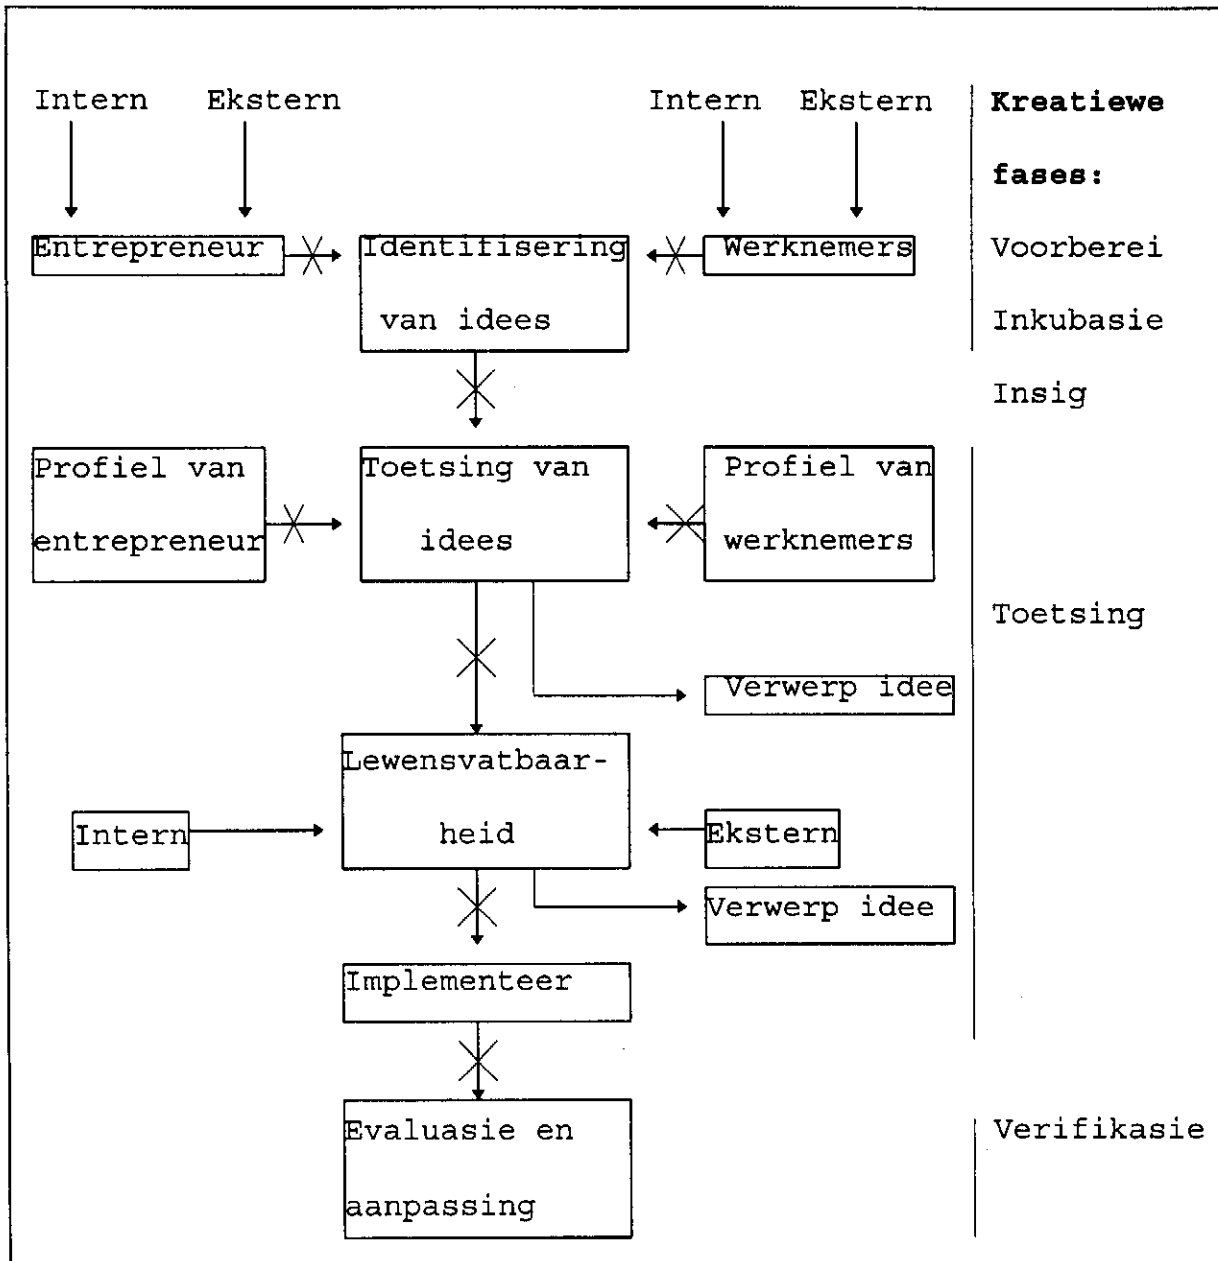 Intern Ekstern Intern Ekstern Kreatiewe
fases:
Entrepreneur Identifisering Werknemers Voorberei
van idees Inkubasie
Insig
Profiel van Toetsing van Profiel van
entrepreneur idees werknemers
Toetsing
Verwerp idee
Lewensvatbaar-
Intern heid Ekstern
Verwerp idee
Implementeer
Evaluasie en Verifikasie
aanpassing